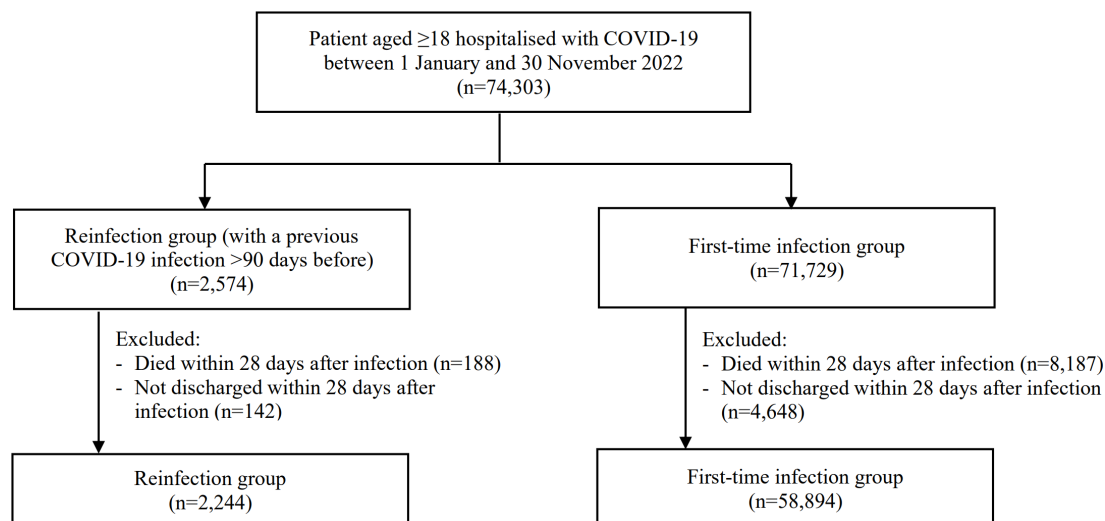 Patient aged ≥18 hospitalised with COVID-19
between 1 January and 30 November 2022
(n=74,303)
Reinfection group (with a previous
COVID-19 infection >90 days before)
(n=2,574)
First-time infection group
(n=71,729)
Excluded:
- Died within 28 days after infection (n=188)
- Not discharged within 28 days after
infection (n=142)
Excluded:
- Died within 28 days after infection (n=8,187)
- Not discharged within 28 days after infection
(n=4,648)
Reinfection group
(n=2,244)
First-time infection group
(n=58,894)